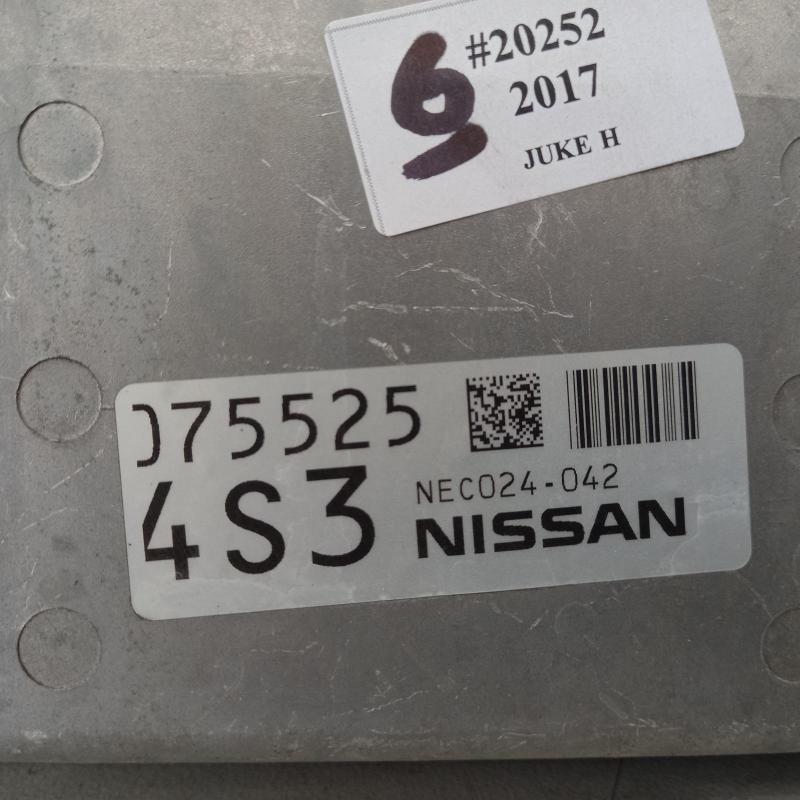 6
#20252
2017
JUKE H
075525
4S3
NEC024-042
NISSAN